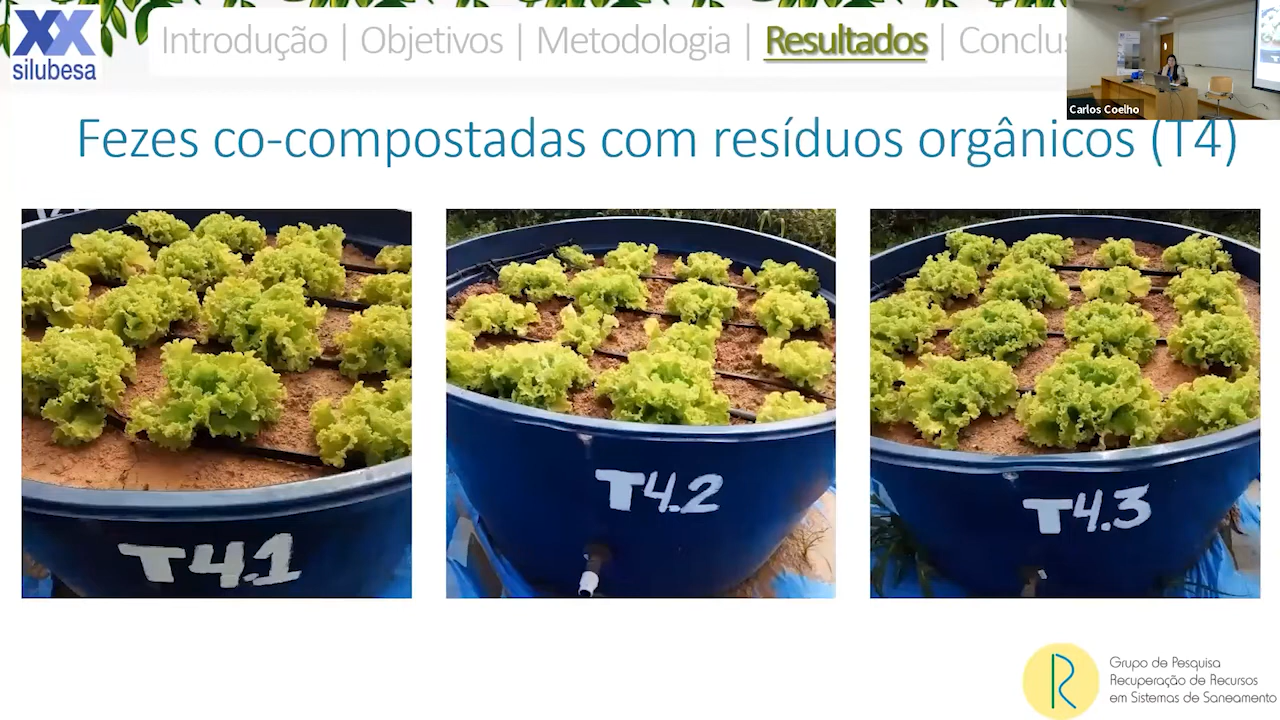 XX
silubesa
Introdução | Objetivos | Metodologia | Resultados |
Carlos Coelho
Fezes co-compostadas com resíduos orgânicos (T4)
T4.1
T4.2
T4.3
R
Grupo de Pesquisa
Recuperação de Recursos
em Sistemas de Saneamento